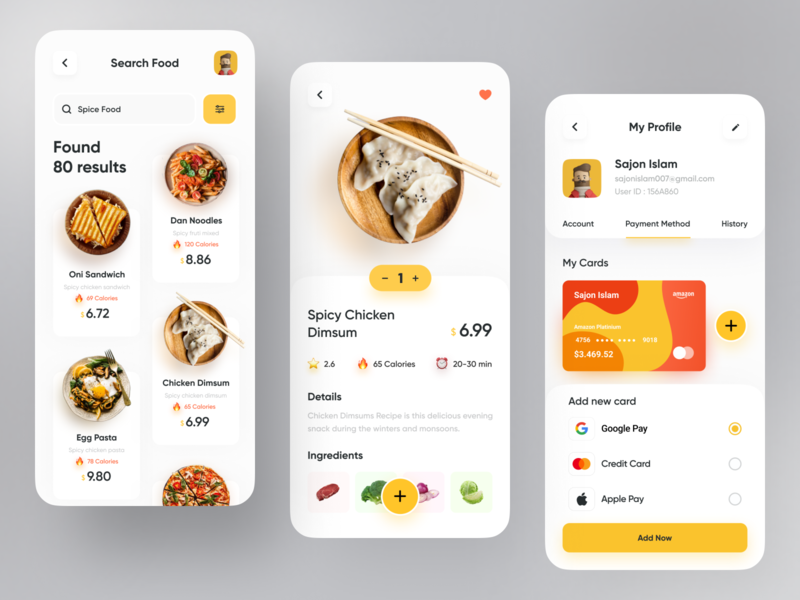 Search Food
Spice Food
Found
80 results
Oni Sandwich
Spicy chicken sandwich
69 Calories
$ 6.72
Egg Pasta
Spicy chicken pasta
78 Calories
$ 9.80
Dan Noodles
Spicy fruti mixed
120 Calories
$ 8.86
Chicken Dimsum
Spicy chicken dimsum
65 Calories
$ 6.99
− 1 +
Spicy Chicken
Dimsum
$ 6.99
2.6
65 Calories
20-30 min
Details
Chicken Dimsums Recipe is this delicious evening
snack during the winters and monsoons.
Ingredients
+
My Profile
Sajon Islam
sajonislam007@gmail.com
User ID : 156A860
Account Payment Method History
My Cards
Sajon Islam
amazon
Amazon Platinium
4756 •••• •••• 9018
$3.469.52
+
Add new card
Google Pay
Credit Card
Apple Pay
Add Now